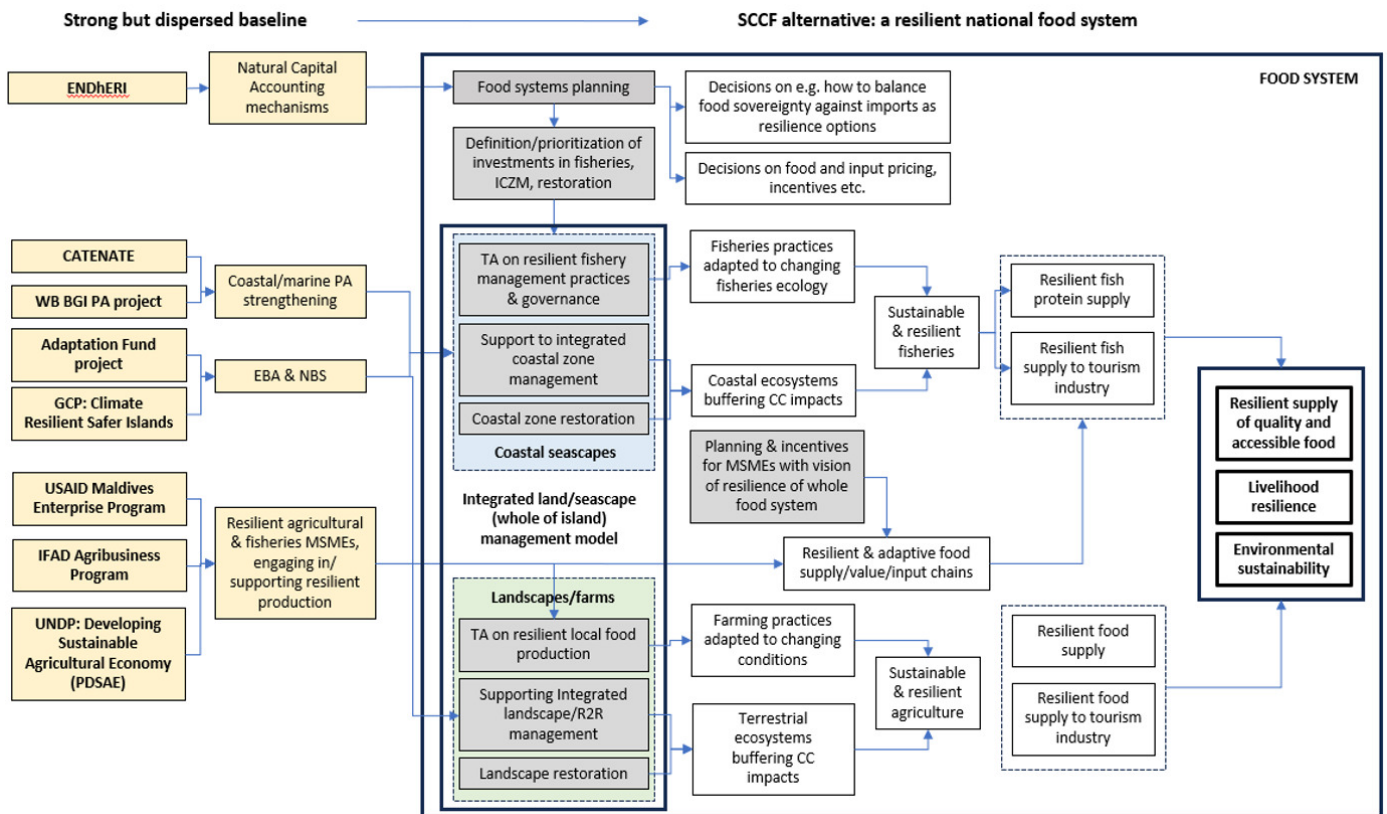 Strong but dispersed baseline
SCCF alternative: a resilient national food system
FOOD SYSTEM
ENDhERI
Natural Capital
Accounting
mechanisms
Food systems planning
Decisions on e.g. how to balance
food sovereignty against imports as
resilience options
Definition/prioritization of
investments in fisheries,
ICZM, restoration
Decisions on food and input pricing,
incentives etc.
CATENATE
WB BGI PA project
Coastal/marine PA
strengthening
Adaptation Fund
project
GCP: Climate
Resilient Safer Islands
EBA & NBS
TA on resilient fishery
management practices
& governance
Support to integrated
coastal zone
management
Coastal zone restoration
Coastal seascapes
Fisheries practices
adapted to changing
fisheries ecology
Coastal ecosystems
buffering CC impacts
Sustainable
& resilient
fisheries
Resilient fish
protein supply
Resilient fish
supply to tourism
industry
Planning & incentives
for MSMEs with vision
of resilience of whole
food system
Resilient supply
of quality and
accessible food
Livelihood
resilience
Environmental
sustainability
USAID Maldives
Enterprise Program
IFAD Agribusiness
Program
UNDP: Developing
Sustainable
Agricultural Economy
(PDSAE)
Resilient agricultural
& fisheries MSMEs,
engaging in/
supporting resilient
production
Integrated land/seascape
(whole of island)
management model
Resilient & adaptive food
supply/value/input chains
Landscapes/farms
TA on resilient local food
production
Supporting Integrated
landscape/R2R
management
Landscape restoration
Farming practices
adapted to changing
conditions
Terrestrial
ecosystems
buffering CC
impacts
Sustainable
& resilient
agriculture
Resilient food
supply
Resilient food
supply to tourism
industry